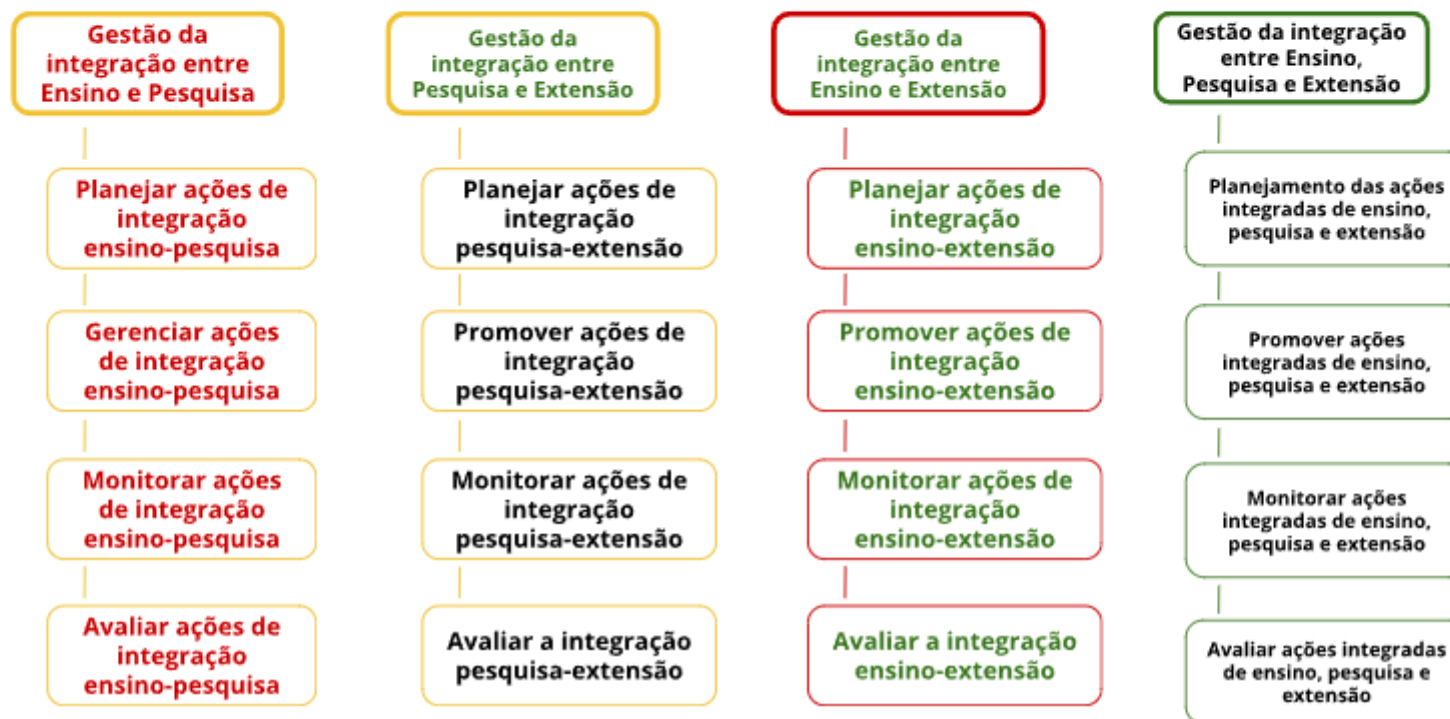 Gestão da
integração entre
Ensino e Pesquisa
Planejar ações de
integração
ensino-pesquisa
Gerenciar ações
de integração
ensino-pesquisa
Monitorar ações
de integração
ensino-pesquisa
Avaliar ações de
integração
ensino-pesquisa
Gestão da
integração entre
Pesquisa e Extensão
Planejar ações de
integração
pesquisa-extensão
Promover ações de
integração
pesquisa-extensão
Monitorar ações de
integração
pesquisa-extensão
Avaliar a integração
pesquisa-extensão
Gestão da
integração entre
Ensino e Extensão
Planejar ações de
integração
ensino-extensão
Promover ações de
integração
ensino-extensão
Monitorar ações de
integração
ensino-extensão
Avaliar a integração
ensino-extensão
Gestão da integração
entre Ensino,
Pesquisa e Extensão
Planejamento das ações
integradas de ensino,
pesquisa e extensão
Promover ações
integradas de ensino,
pesquisa e extensão
Monitorar ações
integradas de ensino,
pesquisa e extensão
Avaliar ações integradas
de ensino, pesquisa e
extensão